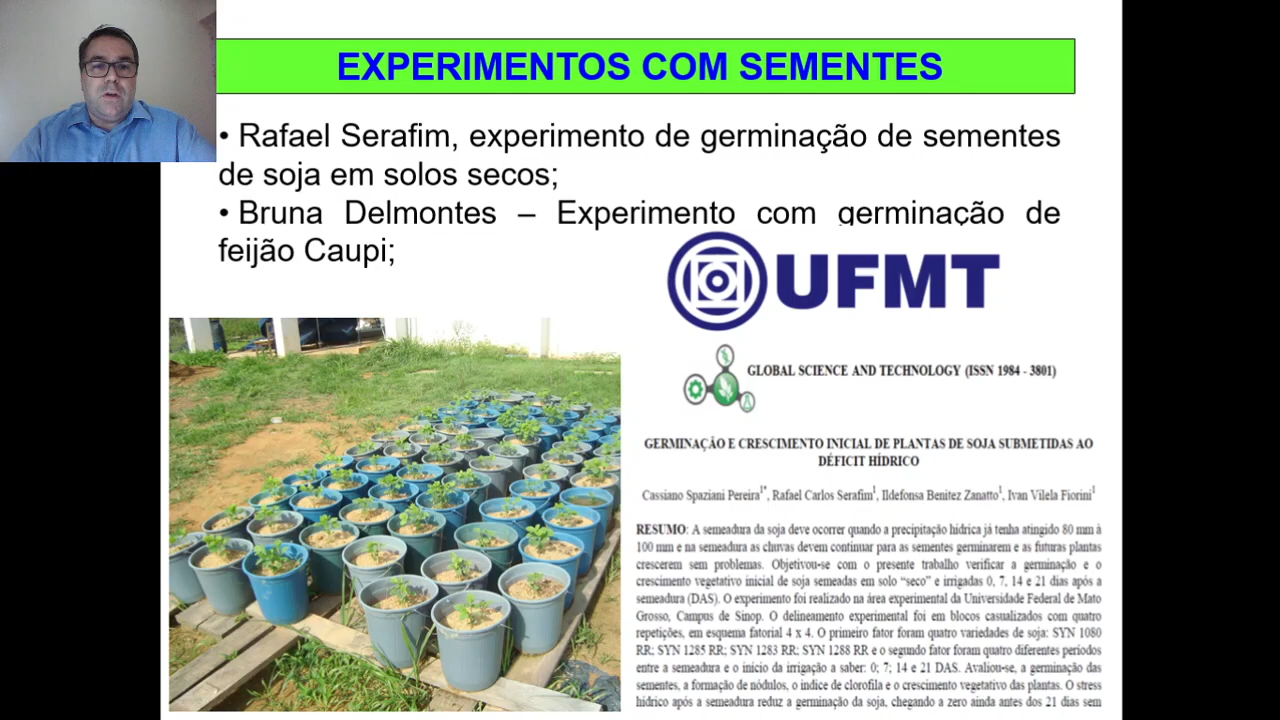 EXPERIMENTOS COM SEMENTES
• Rafael Serafim, experimento de germinação de sementes
de soja em solos secos;
• Bruna Delmontes – Experimento com germinação de
feijão Caupi;
UFMT
GLOBAL SCIENCE AND TECHNOLOGY (ISSN 1984 - 3801)
GERMINAÇÃO E CRESCIMENTO INICIAL DE PLANTAS DE SOJA SUBMETIDAS AO
DÉFICIT HÍDRICO
Cassiano Spaziani Pereira1*, Rafael Carlos Serafim1, Ildefonsa Benitez Zanatto1, Ivan Vilela Fiorini1
RESUMO: A semeadura da soja deve ocorrer quando a precipitação hídrica já tenha atingido 80 mm à
100 mm e na semeadura as chuvas devem continuar para as sementes germinarem e as futuras plantas
crescerem sem problemas. Objetivou-se com o presente trabalho verificar a germinação e o
crescimento vegetativo inicial de soja semeadas em solo “seco” e irrigadas 0, 7, 14 e 21 dias após a
semeadura (DAS). O experimento foi realizado na área experimental da Universidade Federal de Mato
Grosso, Campus de Sinop. O delineamento experimental foi em blocos casualizados com quatro
repetições, em esquema fatorial 4 x 4. O primeiro fator foram quatro variedades de soja: SYN 1080
RR; SYN 1285 RR; SYN 1283 RR; SYN 1288 RR e o segundo fator foram quatro diferentes períodos
entre a semeadura e o inicio da irrigação a saber: 0; 7; 14 e 21 DAS. Avaliou-se, a germinação das
sementes, a formação de nódulos, o indice de clorofila e o crescimento vegetativo das plantas. O stress
hídrico após a semeadura reduz a germinação da soja, chegando a zero ainda antes dos 21 dias sem